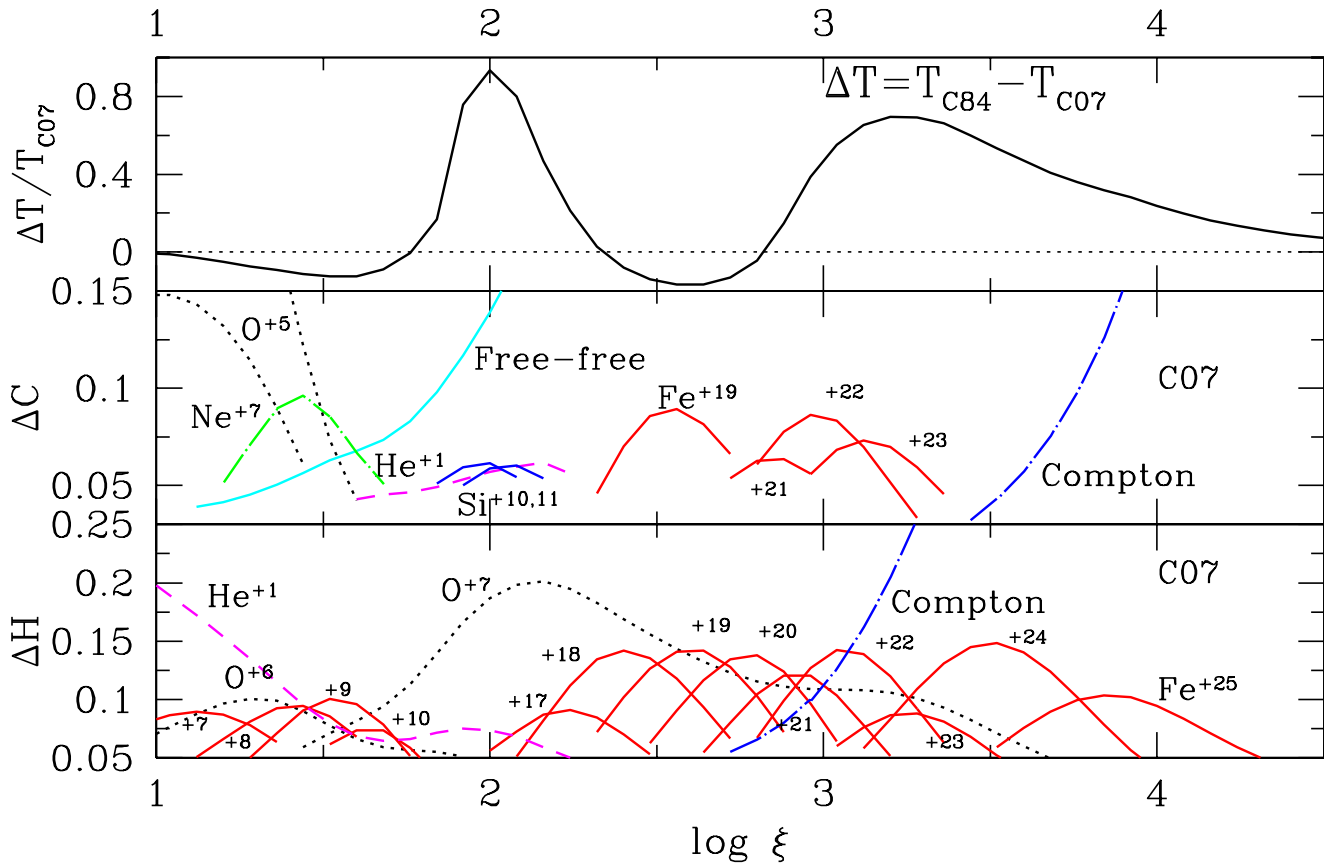 1 2 3 4
ΔT=T_C84−T_C07
ΔT/T_C07
0.8
0.4
0
ΔC
0.15
0.1
0.05
O+5
Ne+7
Free−free
He+1
Si+10,11
Fe+19
+21
+22
+23
Compton
C07
ΔH
0.25
0.2
0.15
0.1
0.05
He+1
O+6
O+7
+7
+8
+9
+10
+17
+18
+19
+20
+21
+22
+23
+24
Fe+25
Compton
C07
1 2 3 4
log ξ